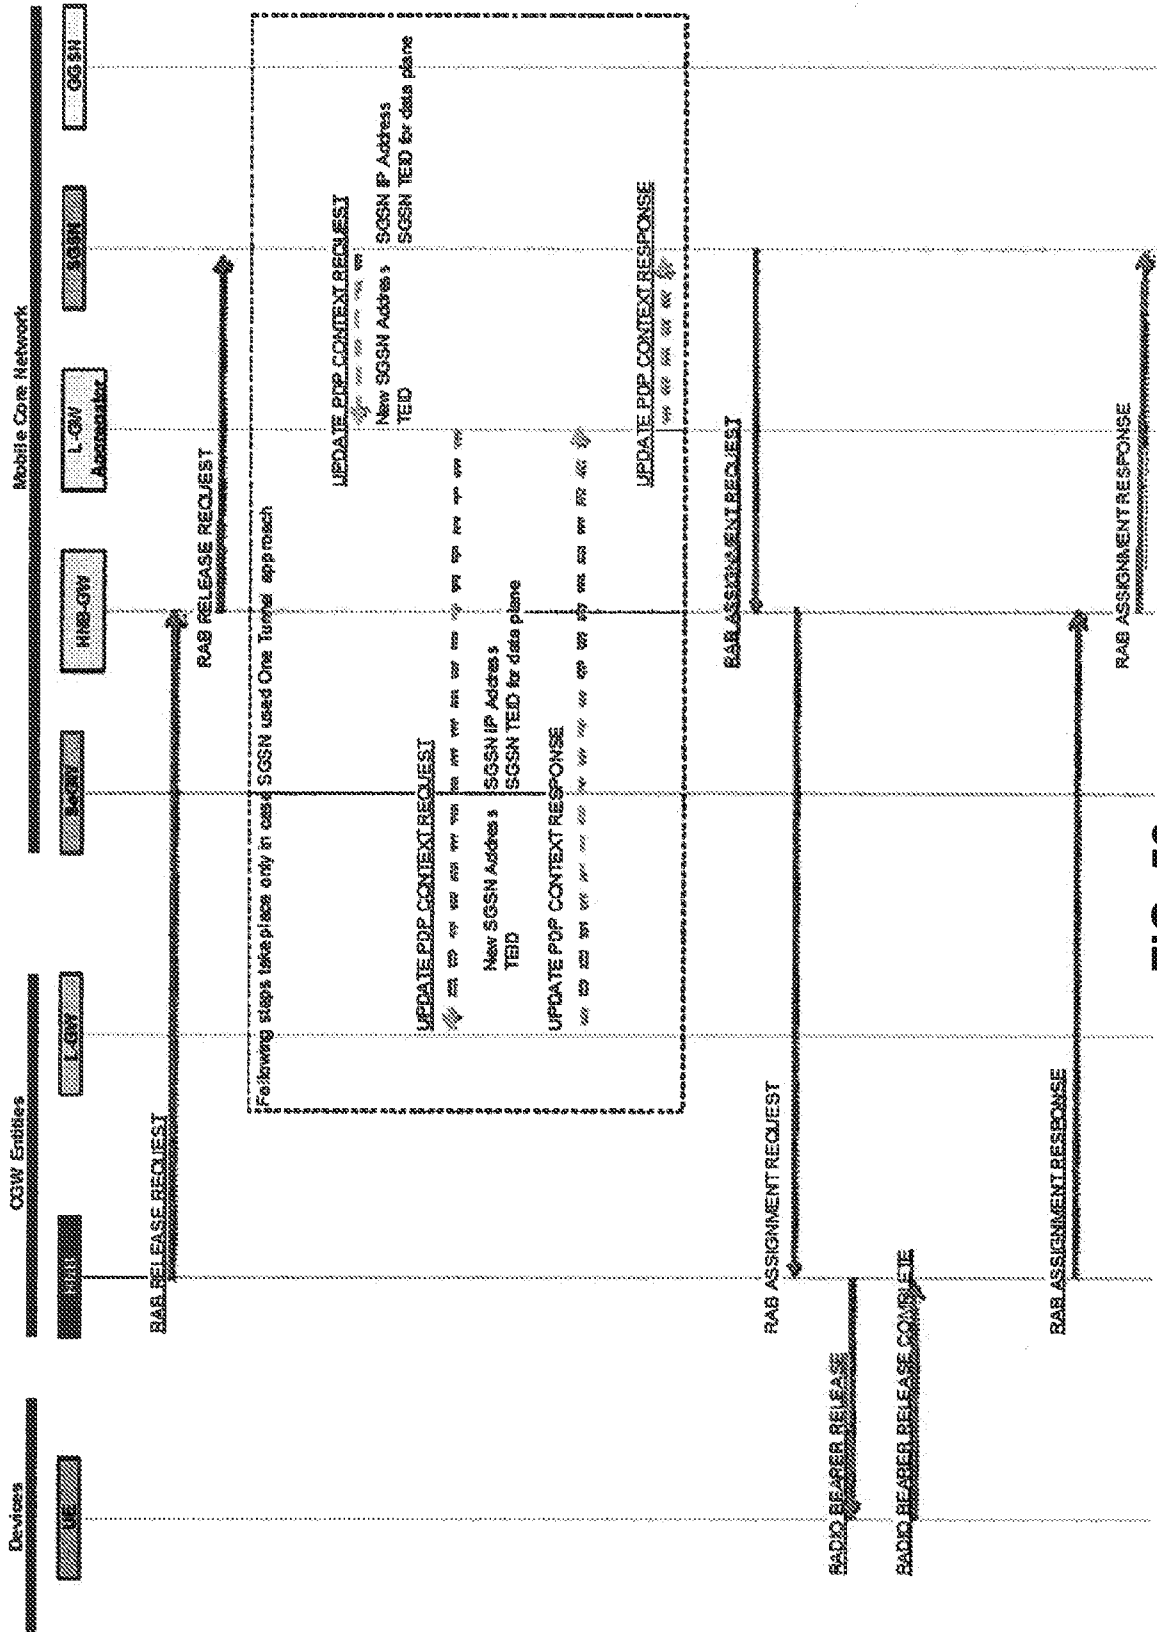 Devices
CGW Entities
Mobile Core Network
UE
L-GW
HNB-GW
L-GW
Aggregator
SGSN
GGSN
RAB RELEASE REQUEST
RAB RELEASE REQUEST
Following steps take place only in case SGSN used One Tunnel approach
UPDATE PDP CONTEXT REQUEST
New SGSN Address SGSN IP Address
TEID SGSN TEID for data plane
UPDATE PDP CONTEXT REQUEST
New SGSN Address SGSN IP Address
TEID SGSN TEID for data plane
UPDATE PDP CONTEXT RESPONSE
UPDATE PDP CONTEXT RESPONSE
RAB ASSIGNMENT REQUEST
RAB ASSIGNMENT REQUEST
RADIO BEARER RELEASE
RADIO BEARER RELEASE COMPLETE
RAB ASSIGNMENT RESPONSE
RAB ASSIGNMENT RESPONSE